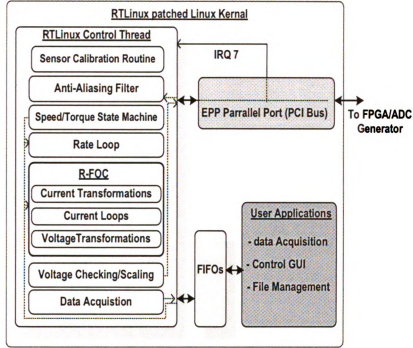 RTLinux patched Linux Kernal
RTLinux Control Thread
Sensor Calibration Routine
Anti-Aliasing Filter
Speed/Torque State Machine
Rate Loop
R-FOC
Current Transformations
Current Loops
VoltageTransformations
Voltage Checking/Scaling
Data Acquistion
IRQ 7
EPP Parrallel Port (PCI Bus)
To FPGA/ADC
Generator
FIFOs
User Applications
- data Acquisition
- Control GUI
- File Management